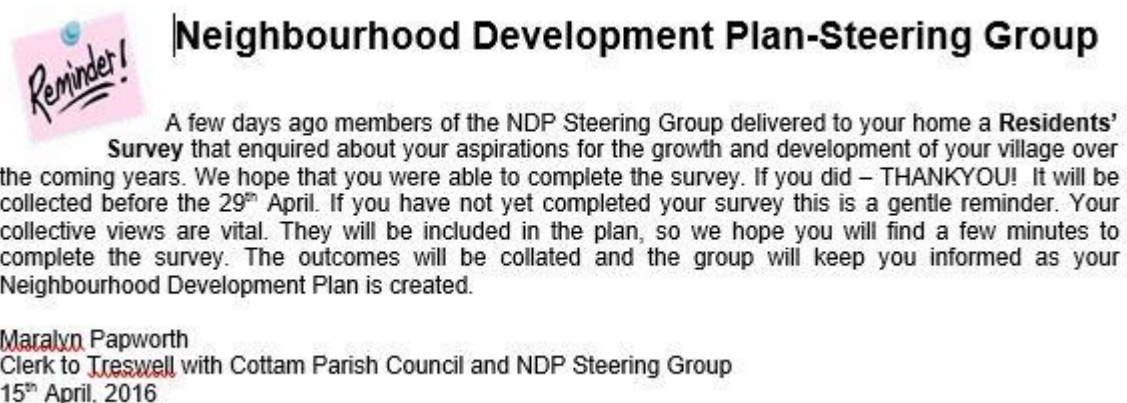 Reminder!
Neighbourhood Development Plan-Steering Group
A few days ago members of the NDP Steering Group delivered to your home a Residents’
Survey that enquired about your aspirations for the growth and development of your village over
the coming years. We hope that you were able to complete the survey. If you did – THANKYOU!  It will be
collected before the 29th April. If you have not yet completed your survey this is a gentle reminder. Your
collective views are vital. They will be included in the plan, so we hope you will find a few minutes to
complete the survey. The outcomes will be collated and the group will keep you informed as your
Neighbourhood Development Plan is created.
Maralyn Papworth
Clerk to Treswell with Cottam Parish Council and NDP Steering Group
15th April, 2016